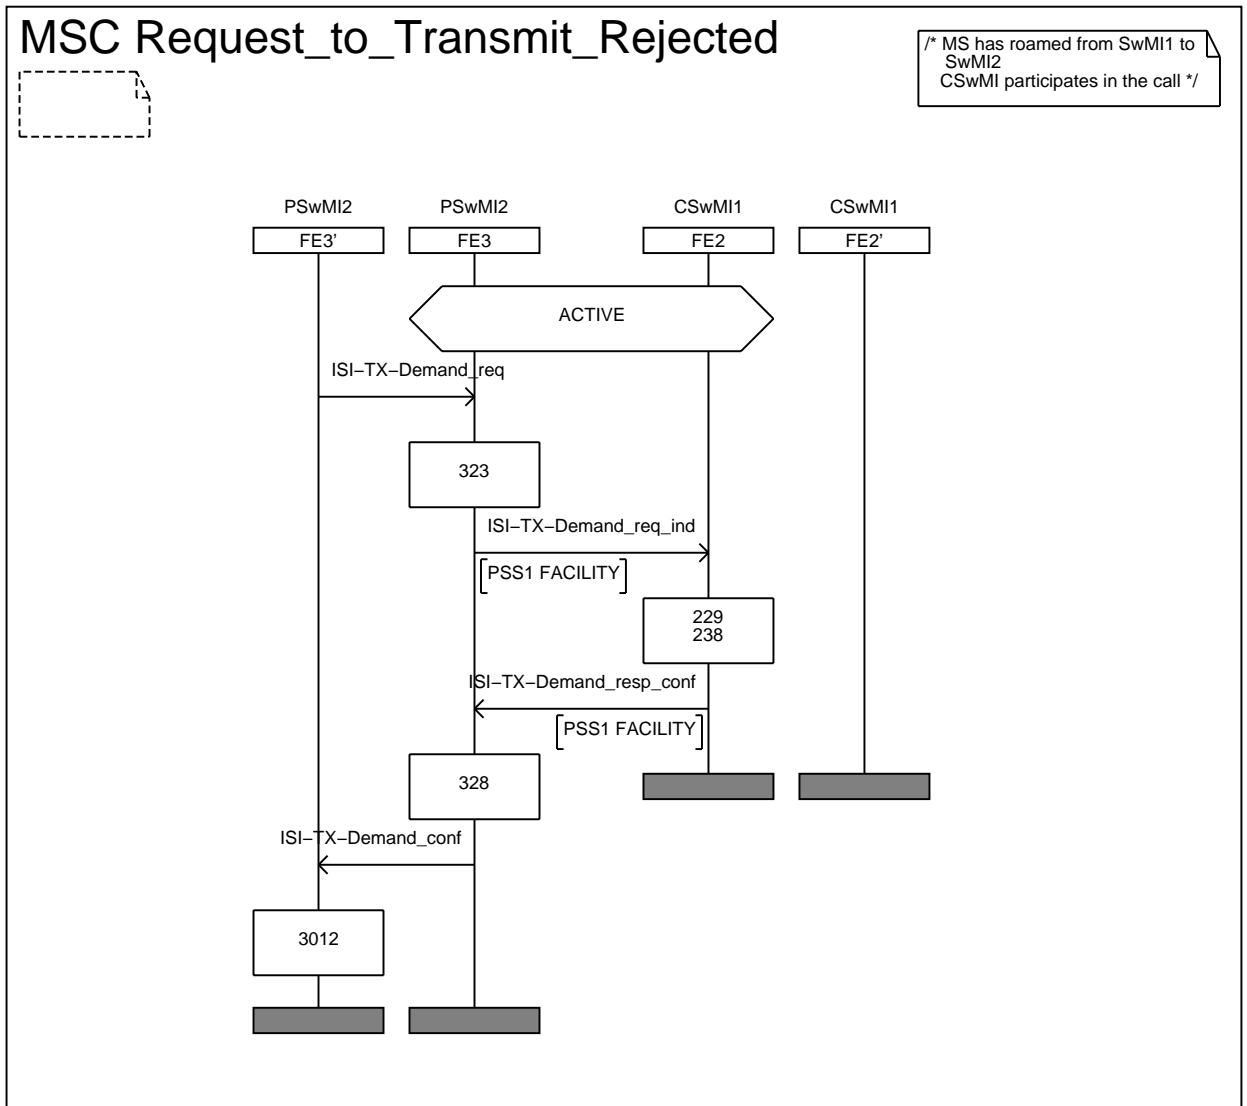 MSC Request_to_Transmit_Rejected
/* MS has roamed from SwMI1 to
SwMI2
CSwMI participates in the call */
PSwMI2 PSwMI2 CSwMI1 CSwMI1
FE3' FE3 FE2 FE2'
ACTIVE
ISI−TX−Demand_req
323
ISI−TX−Demand_req_ind
PSS1 FACILITY
229
238
ISI−TX−Demand_resp_conf
PSS1 FACILITY
328
ISI−TX−Demand_conf
3012